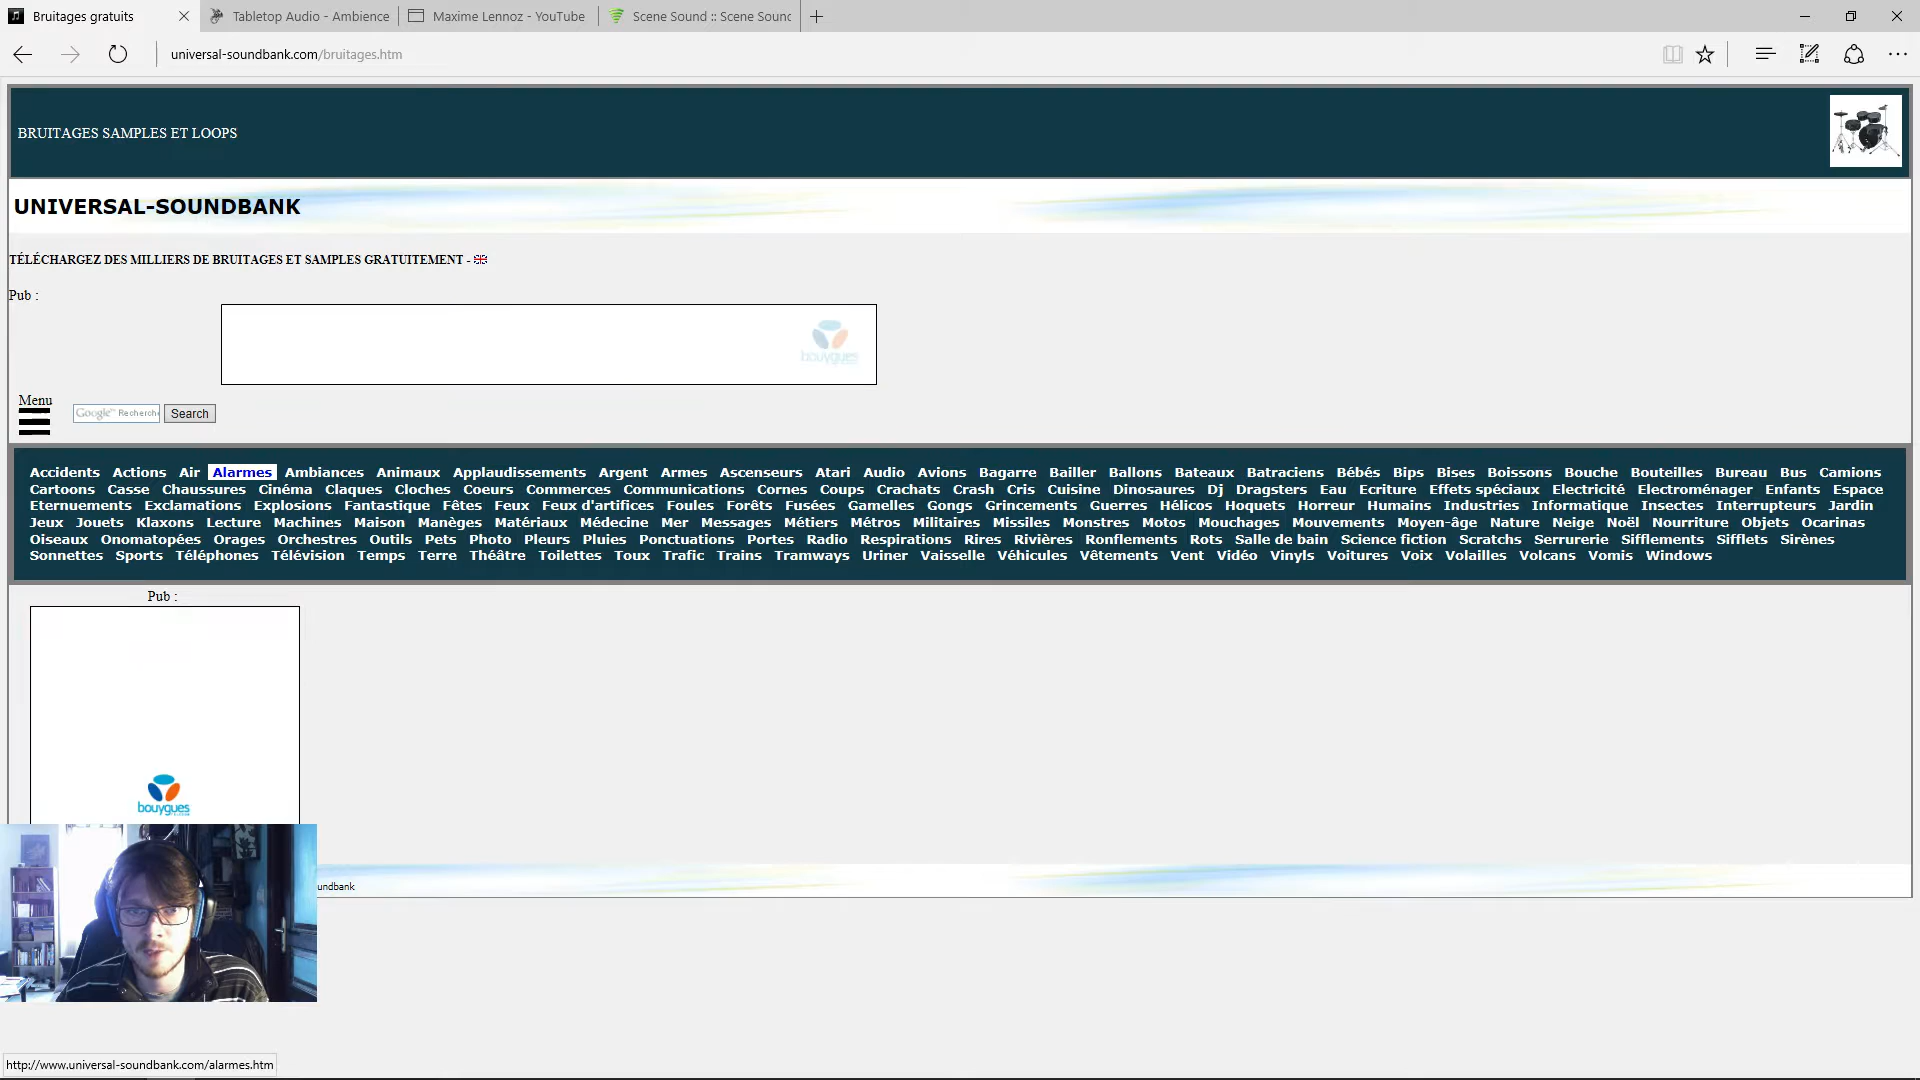 Bruitages gratuits
Tabletop Audio - Ambience
Maxime Lennoz - YouTube
Scene Sound :: Scene Sound
universal-soundbank.com/bruitages.htm
BRUITAGES SAMPLES ET LOOPS
UNIVERSAL-SOUNDBANK
TÉLÉCHARGEZ DES MILLIERS DE BRUITAGES ET SAMPLES GRATUITEMENT -
Pub :
bouygues
Menu
Google™ Recherche
Search
Accidents Actions Air Alarmes Ambiances Animaux Applaudissements Argent Armes Ascenseurs Atari Audio Avions Bagarre Bailler Ballons Bateaux Batraciens Bébés Bips Bises Boissons Bouche Bouteilles Bureau Bus Camions
Cartoons Casse Chaussures Cinéma Claques Cloches Coeurs Commerces Communications Cornes Coups Crachats Crash Cris Cuisine Dinosaures Dj Dragsters Eau Ecriture Effets spéciaux Electricité Electroménager Enfants Espace
Eternuements Exclamations Explosions Fantastique Fêtes Feux Feux d'artifices Foules Forêts Fusées Gamelles Gongs Grincements Guerres Hélicos Hoquets Horreur Humains Industries Informatique Insectes Interrupteurs Jardin
Jeux Jouets Klaxons Lecture Machines Maison Manèges Matériaux Médecine Mer Messages Métiers Métros Militaires Missiles Monstres Motos Mouchages Mouvements Moyen-âge Nature Neige Noël Nourriture Objets Ocarinas
Oiseaux Onomatopées Orages Orchestres Outils Pets Photo Pleurs Pluies Ponctuations Portes Radio Respirations Rires Rivières Ronflements Rots Salle de bain Science fiction Scratchs Serrurerie Sifflements Sifflets Sirènes
Sonnettes Sports Téléphones Télévision Temps Terre Théâtre Toilettes Toux Trafic Trains Tramways Uriner Vaisselle Véhicules Vêtements Vent Vidéo Vinyls Voitures Voix Volailles Volcans Vomis Windows
Pub :
bouygues
undbank
http://www.universal-soundbank.com/alarmes.htm